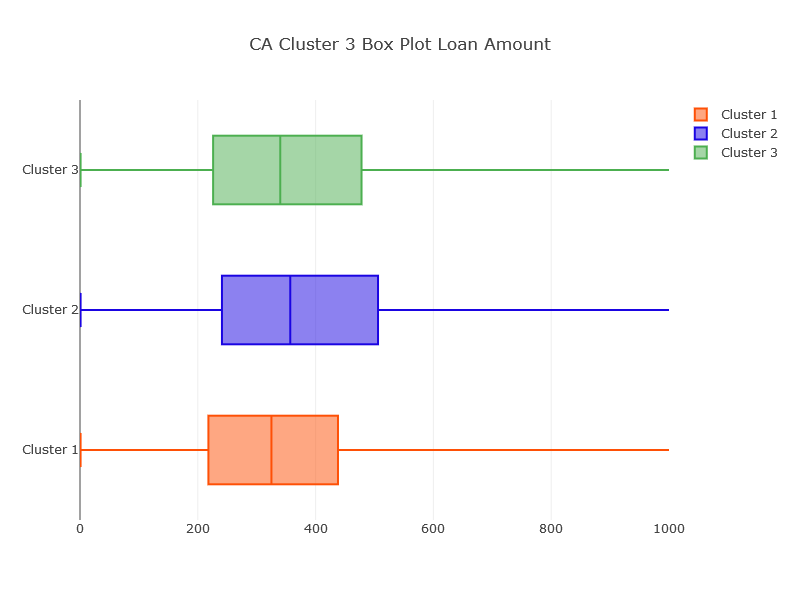 CA Cluster 3 Box Plot Loan Amount
Cluster 1
Cluster 2
Cluster 3
Cluster 3
Cluster 2
Cluster 1
0 200 400 600 800 1000